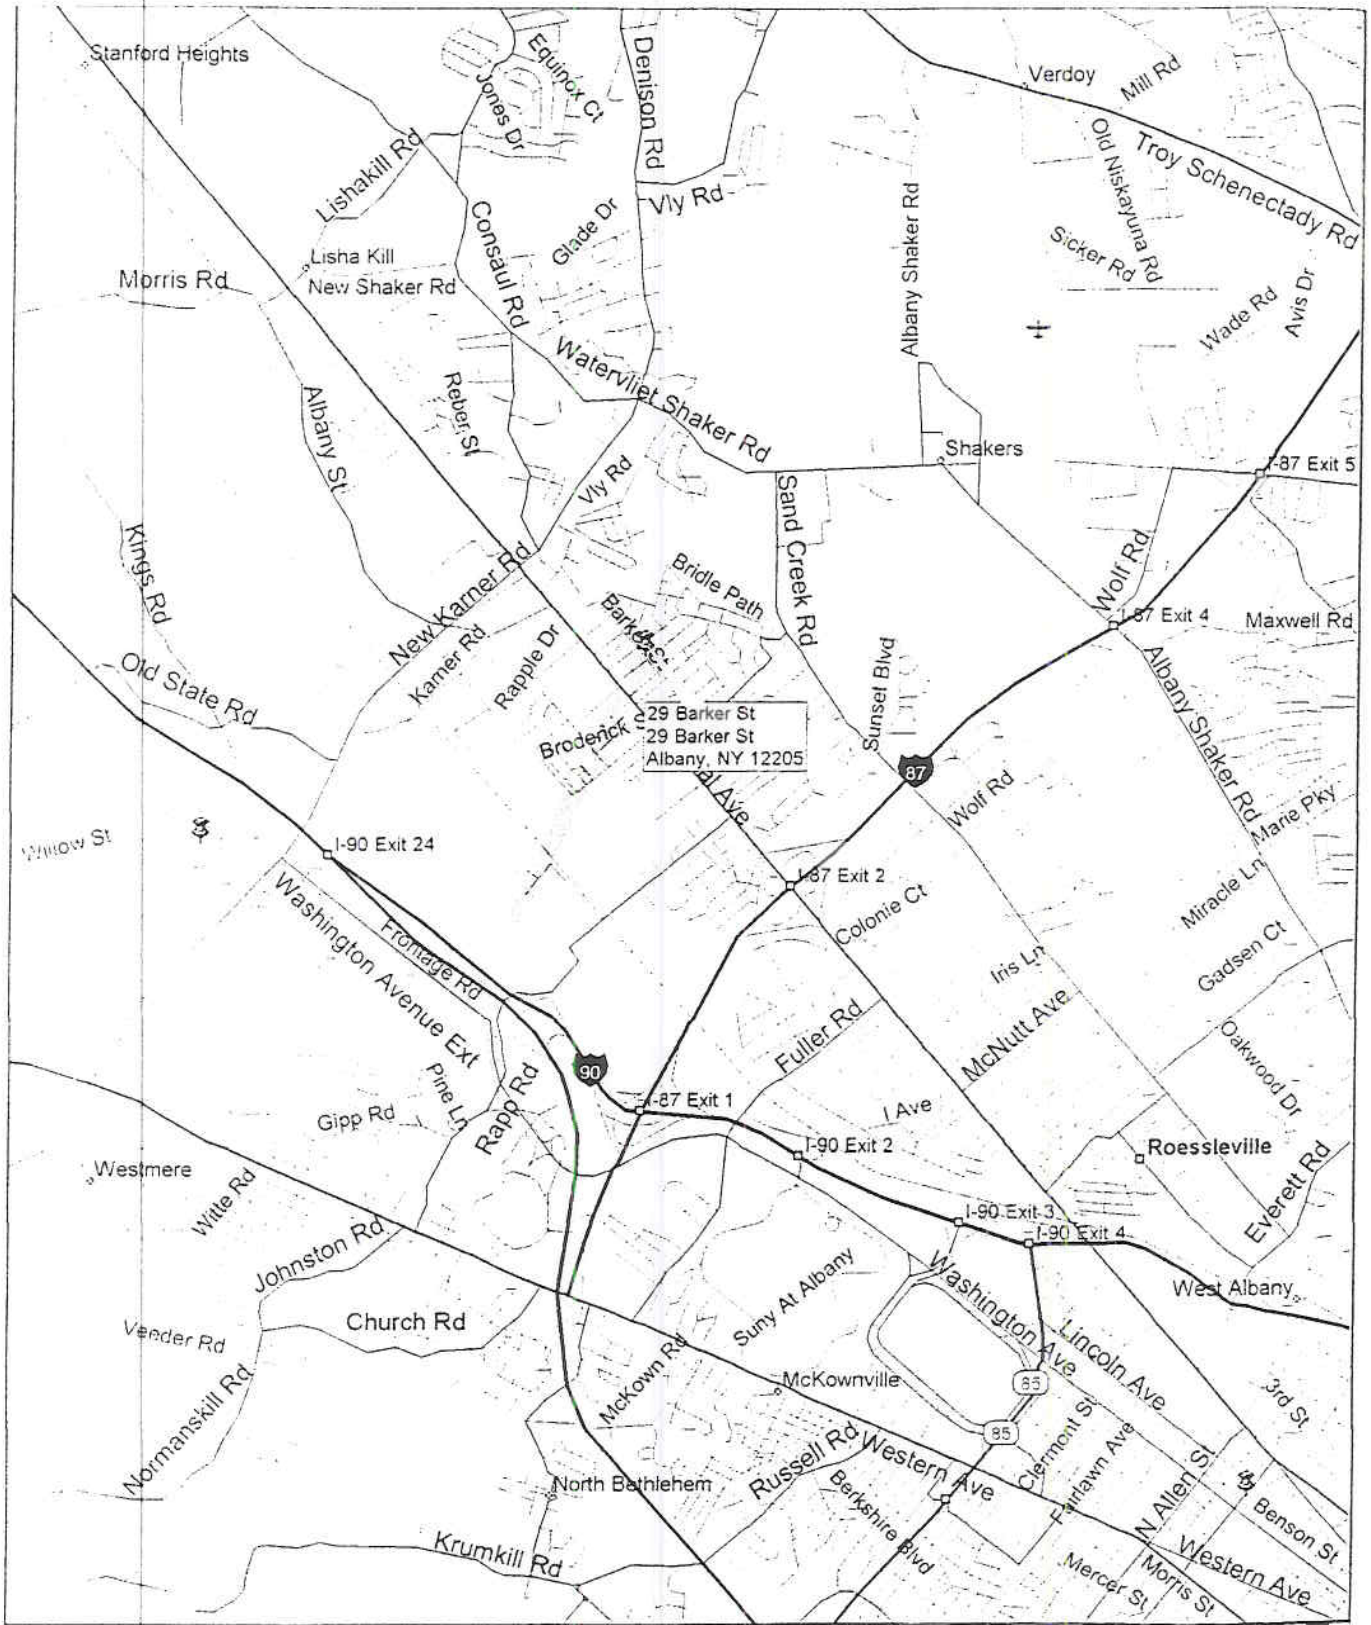 Stanford Heights
Equinox Ct
Jones Dr
Denison Rd
Verdoy
Mill Rd
Troy Schenectady Rd
Old Niskayuna Rd
Lishakill Rd
Vly Rd
Glade Dr
Consaul Rd
Albany Shaker Rd
Sicker Rd
Lisha Kill
Morris Rd
New Shaker Rd
Wade Rd
Avis Dr
Watervliet Shaker Rd
Reber St
Albany St
Shakers
I-87 Exit 5
Vly Rd
Sand Creek Rd
Kings Rd
New Karner Rd
Bridle Path
Wolf Rd
I-87 Exit 4
Maxwell Rd
Karner Rd
Rapple Dr
Old State Rd
Sunset Blvd
Albany Shaker Rd
29 Barker St
29 Barker St
Albany, NY 12205
Broderick S
al Ave
87
Wolf Rd
Marie Pky
Willow St
I-90 Exit 24
I-87 Exit 2
Colonie Ct
Miracle Ln
Gadsen Ct
Washington Avenue Ext
Frontage Rd
Iris Ln
McNutt Ave
Fuller Rd
Oakwood Dr
90
Pine Ln
Rapp Rd
Gipp Rd
I-87 Exit 1
I Ave
I-90 Exit 2
Roessleville
Westmere
Witte Rd
Everett Rd
I-90 Exit 3
I-90 Exit 4
Johnston Rd
Suny At Albany
Washington Ave
West Albany
Church Rd
Veeder Rd
Lincoln Ave
McKown Rd
McKownville
85
3rd St
Normanskill Rd
85
Clermont St
Fairlawn Ave
Russell Rd
Western Ave
North Bethlehem
Berkshire Blvd
N Allen St
Benson St
Krumkill Rd
Mercer St
Morris St
Western Ave